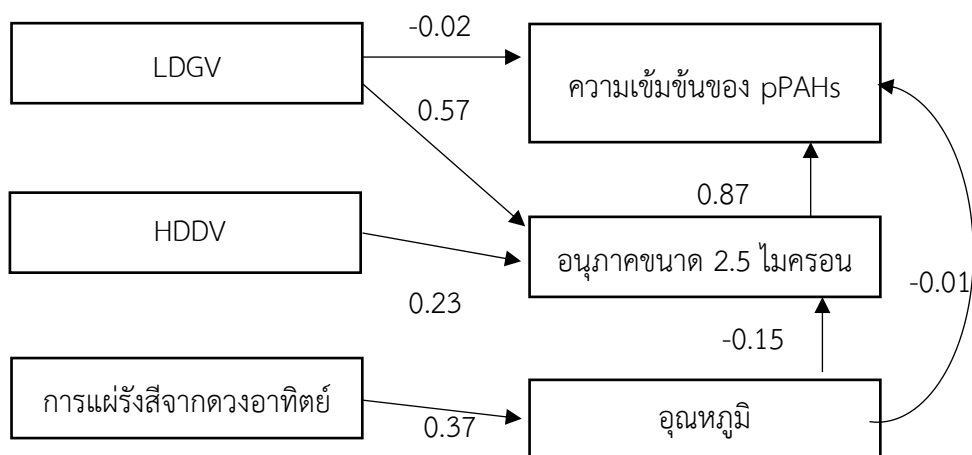 -0.02
LDGV
ความเข้มข้นของ pPAHs
0.57
0.87
HDDV
อนุภาคขนาด 2.5 ไมครอน
-0.01
0.23
-0.15
การแผ่รังสีจากดวงอาทิตย์
อุณหภูมิ
0.37